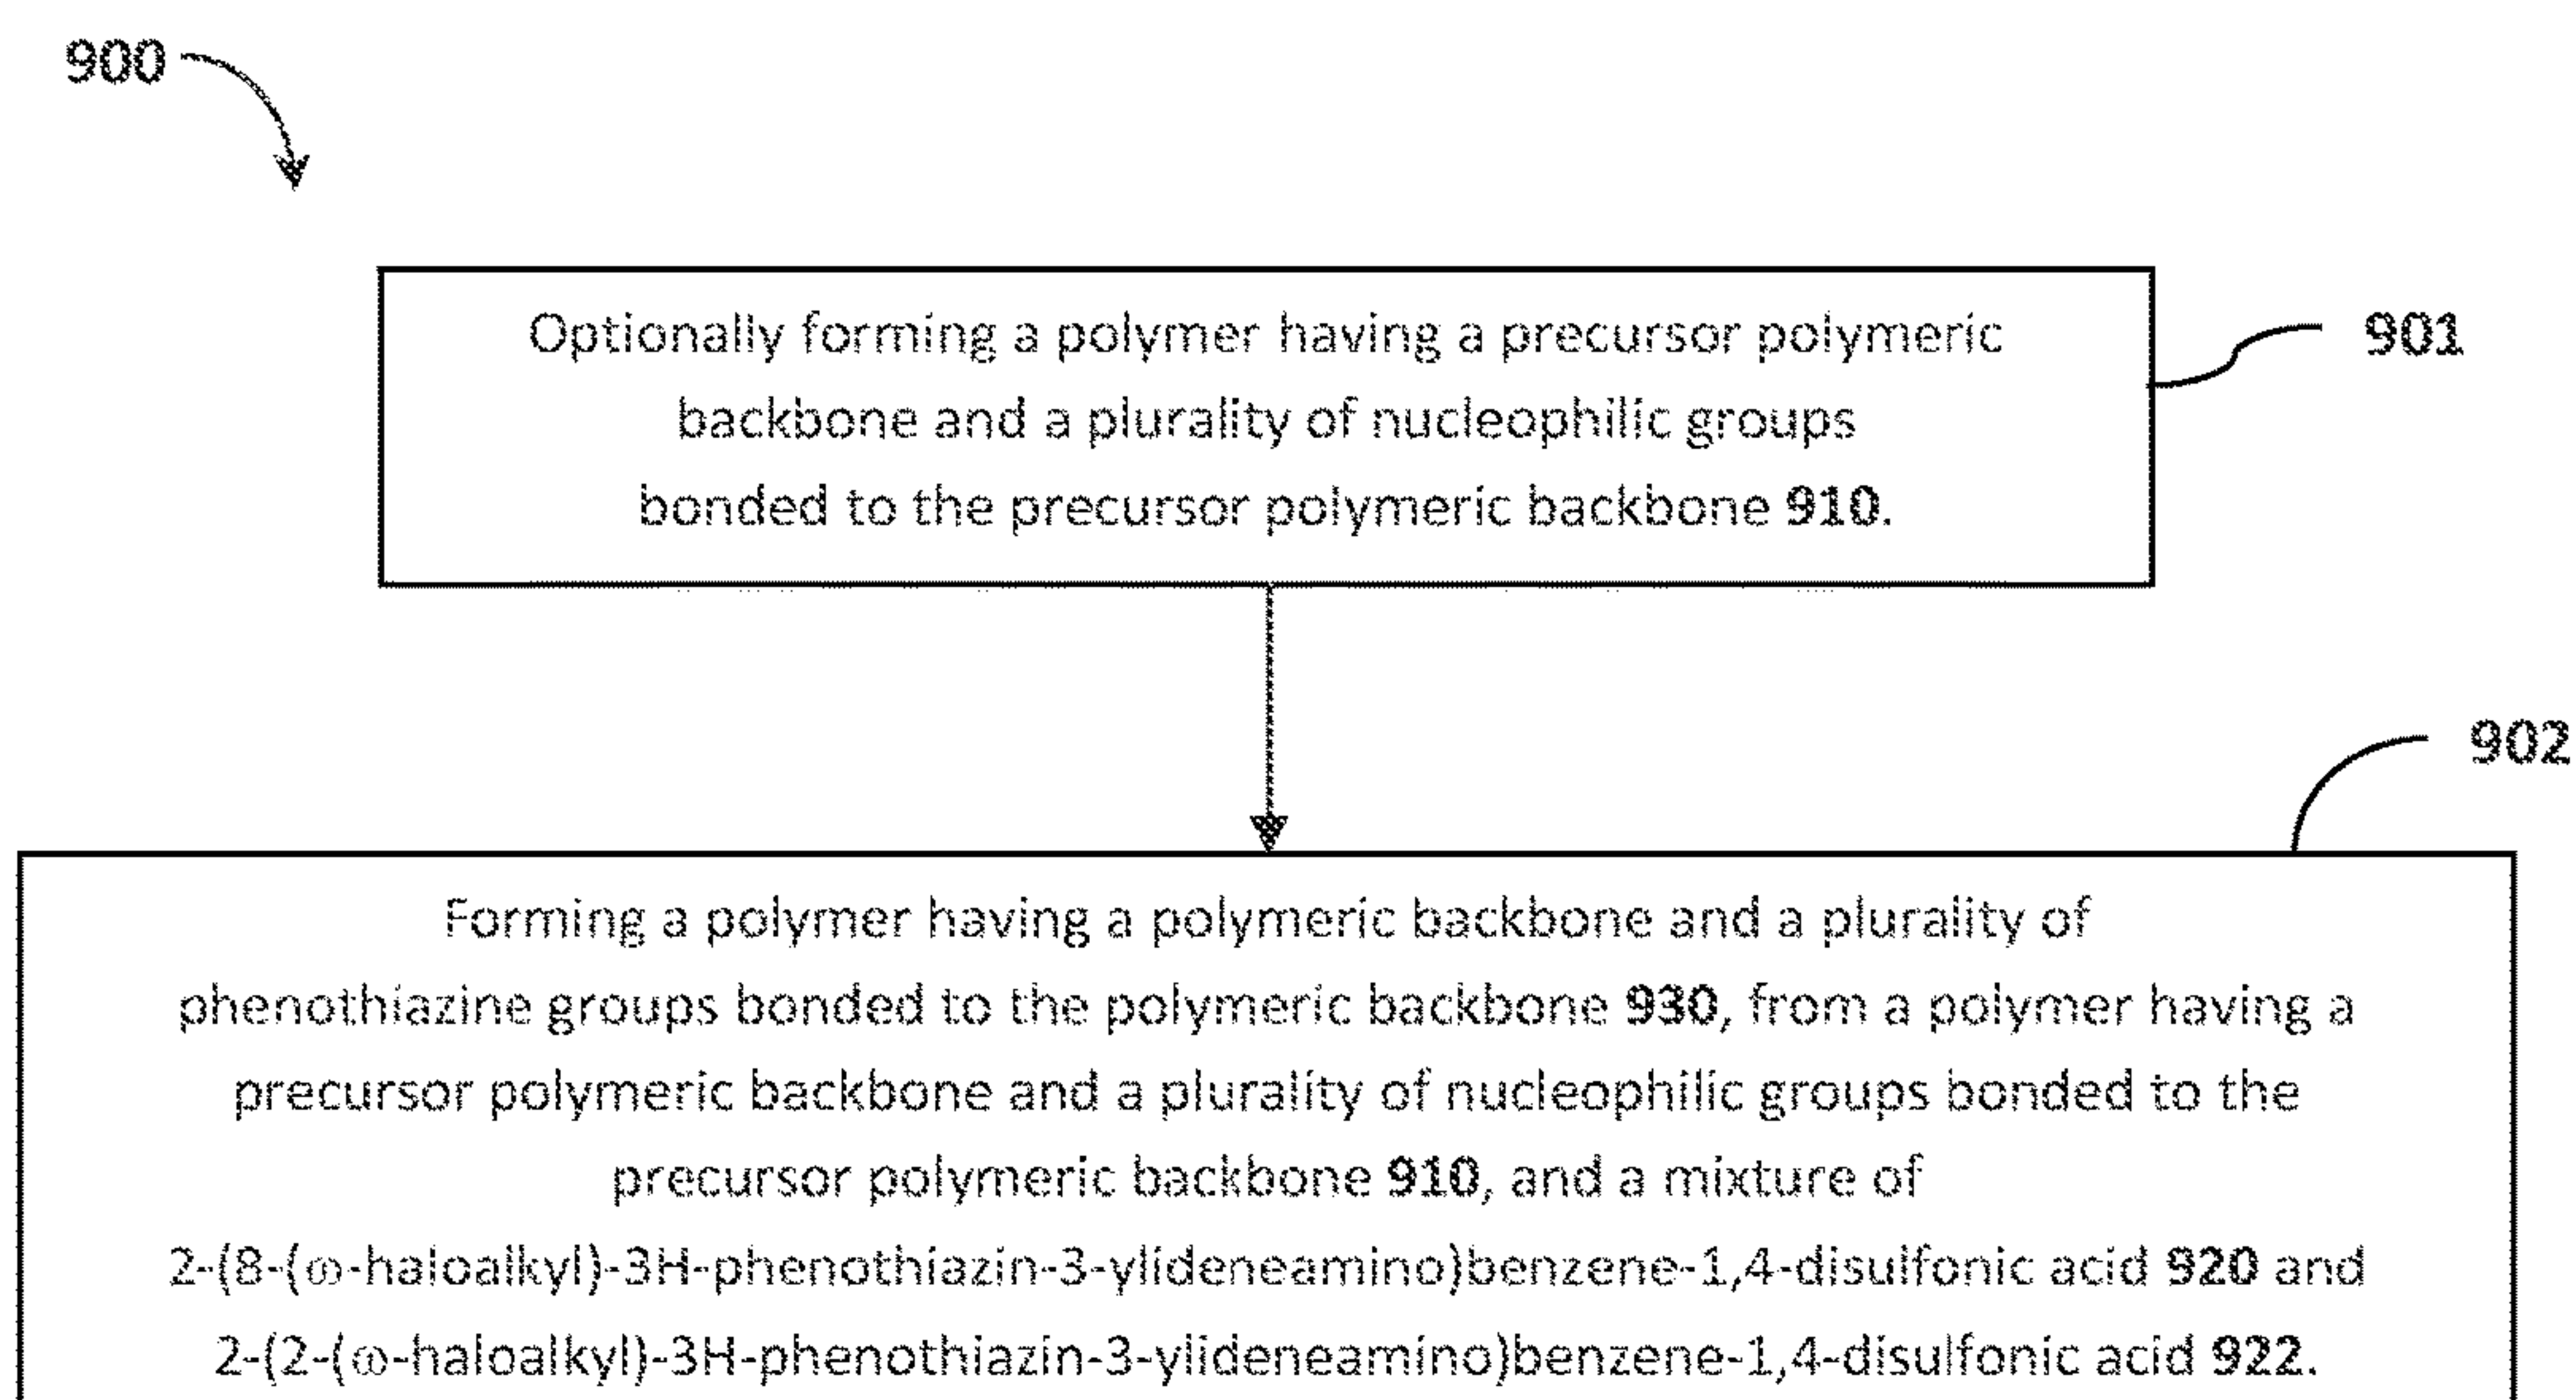 900
Optionally forming a polymer having a precursor polymeric
901
backbone and a plurality of nucleophilic groups
bonded to the precursor polymeric backbone 910.
902
Forming a polymer having a polymeric backbone and a plurality of
phenothiazine groups bonded to the polymeric backbone 930, from a polymer having a
precursor polymeric backbone and a plurality of nucleophilic groups bonded to the
precursor polymeric backbone 910, and a mixture of
2-(8-(ω-haloalkyl)-3H-phenothiazin-3-ylideneamino)benzene-1,4-disulfonic acid 920 and
2-(2-(ω-haloalkyl)-3H-phenothiazin-3-ylideneamino)benzene-1,4-disulfonic acid 922.